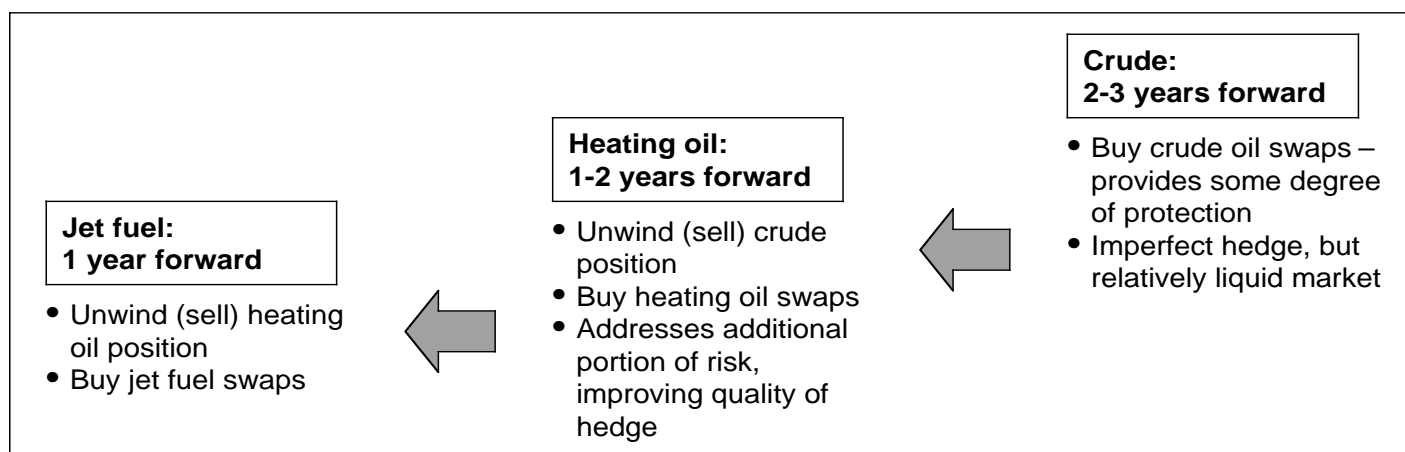 Crude:
2-3 years forward
• Buy crude oil swaps –
provides some degree
of protection
• Imperfect hedge, but
relatively liquid market
Heating oil:
1-2 years forward
• Unwind (sell) crude
position
• Buy heating oil swaps
• Addresses additional
portion of risk,
improving quality of
hedge
Jet fuel:
1 year forward
• Unwind (sell) heating
oil position
• Buy jet fuel swaps